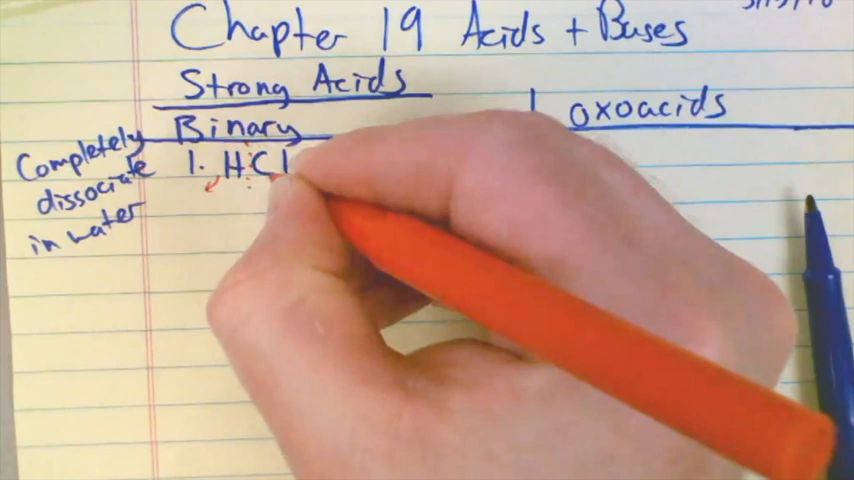 Chapter 19 Acids + Bases
Strong Acids
Binary
oxoacids
Completely
dissociate
in water
1. HCl